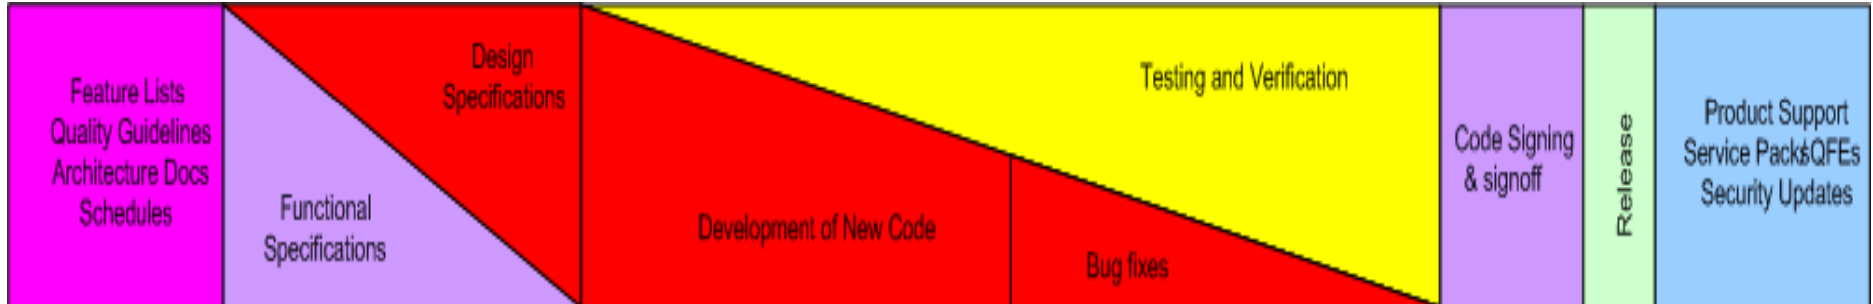 Feature Lists
Quality Guidelines
Architecture Docs
Schedules
Functional
Specifications
Design
Specifications
Development of New Code
Bug fixes
Testing and Verification
Code Signing
& signoff
Release
Product Support
Service Packs/QFEs
Security Updates